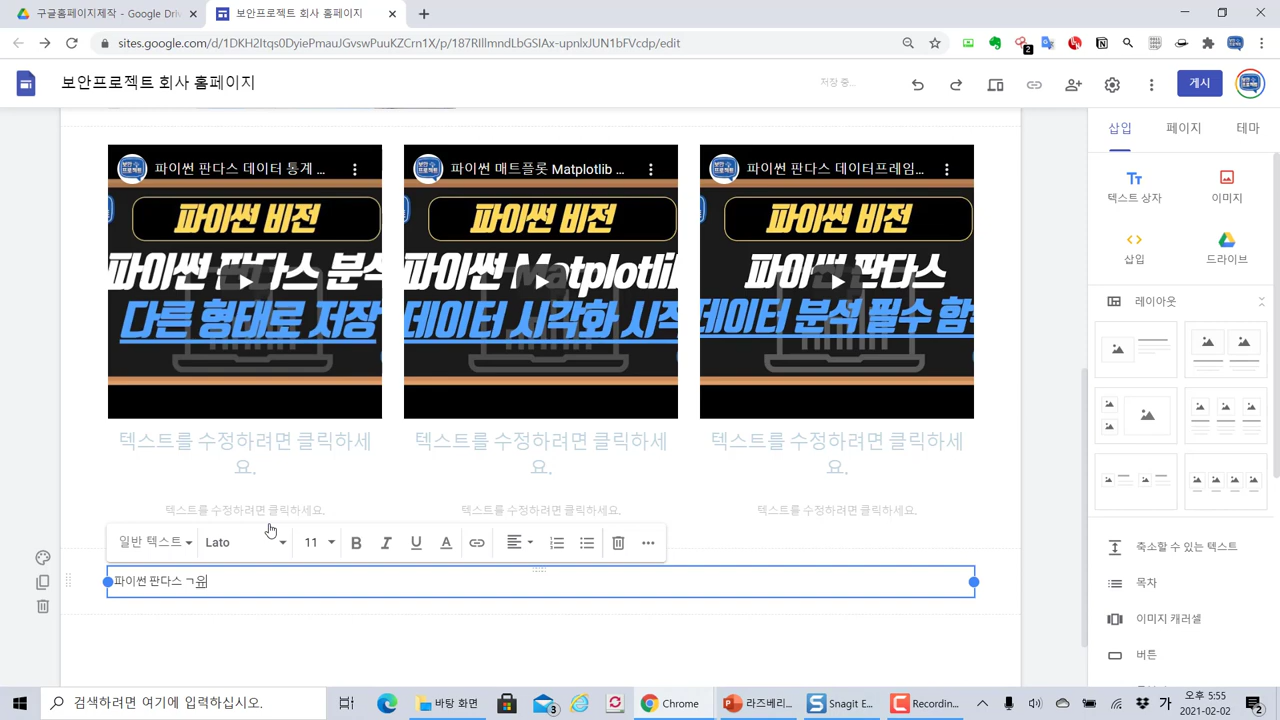 구글홈페이지제작 - Google Driv
보안프로젝트 회사 홈페이지
sites.google.com/d/1DKH2Itqs0DyiePmauJGvswPuuKZCrn1X/p/187RIllmndLbGSIAx-upnlxJUN1bFVcdp/edit
2
보안프로젝트 회사 홈페이지
저장 중...
게시
삽입
페이지
테마
파이썬 판다스 데이터 통계 ...
파이썬 매트플롯 Matplotlib ...
파이썬 판다스 데이터프레임...
파이썬 비전
파이썬 비전
파이썬 비전
파이썬 판다스 분석
파이썬 Matplotlib
파이썬 판다스
다른 형태로 저장
데이터 시각화 시작
데이터 분석 필수 함
Tт
텍스트 상자
이미지
삽입
드라이브
레이아웃
텍스트를 수정하려면 클릭하세
요.
텍스트를 수정하려면 클릭하세
요.
텍스트를 수정하려면 클릭하세
요.
텍스트를 수정하려면 클릭하세요.
텍스트를 수정하려면 클릭하세요.
텍스트를 수정하려면 클릭하세요.
일반 텍스트
Lato
11
B I U A
파이썬 판다스 ㄱ위
축소할 수 있는 텍스트
목차
이미지 캐러셀
버튼
검색하려면 여기에 입력하십시오.
바탕 화면
3
Chrome
라즈베리...
Snagit E...
Recordin...
가
오후 5:55
2021-02-02
2